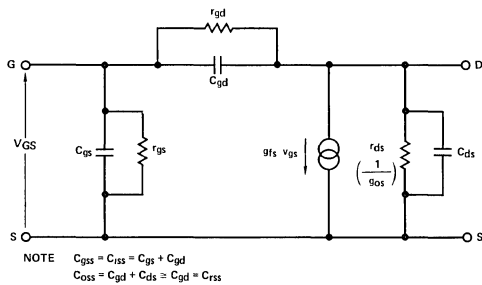 rgd
G
D
Cgd
VGS
Cgs
rgs
gfs vgs
rds
Cds
(1/gos)
S
S
NOTE Cgss = Ciss = Cgs + Cgd
Coss = Cgd + Cds ≃ Cgd = Crss